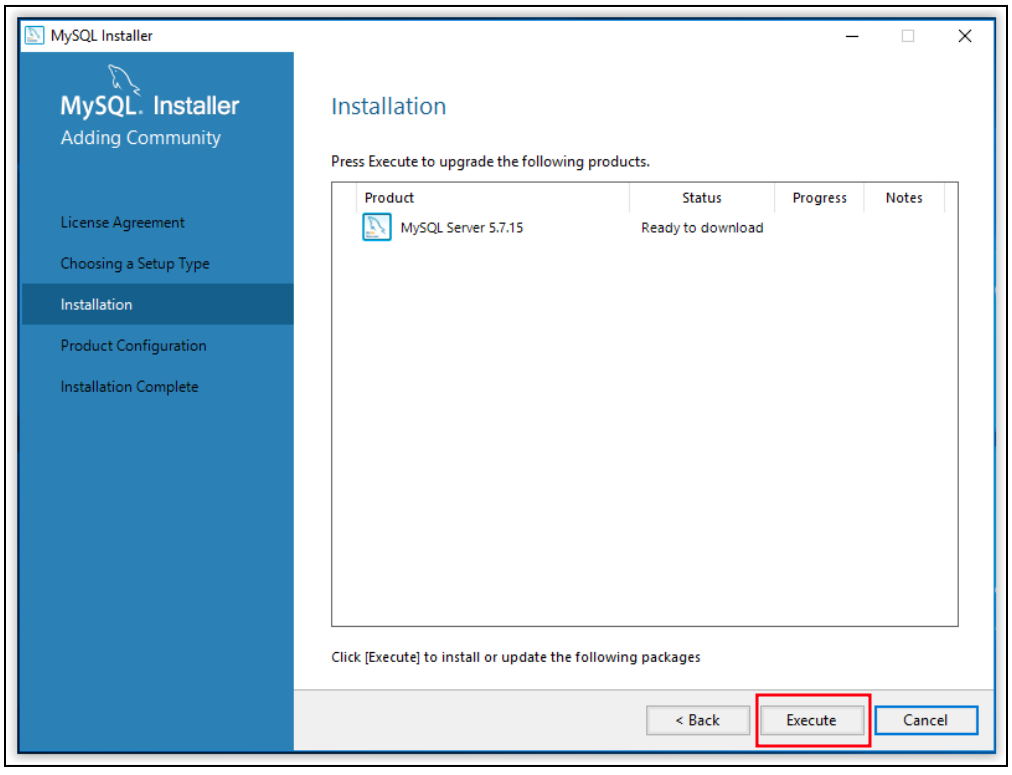 MySQL Installer
MySQL. Installer
Adding Community
License Agreement
Choosing a Setup Type
Installation
Product Configuration
Installation Complete
Installation
Press Execute to upgrade the following products.
Product Status Progress Notes
MySQL Server 5.7.15 Ready to download
Click [Execute] to install or update the following packages
< Back Execute Cancel